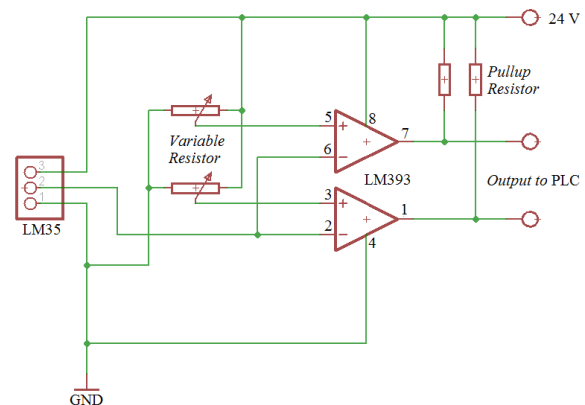 24 V
Pullup
Resistor
5
8
7
Variable
Resistor
6
LM393
3
2
1
LM35
3
1
2
4
Output to PLC
GND